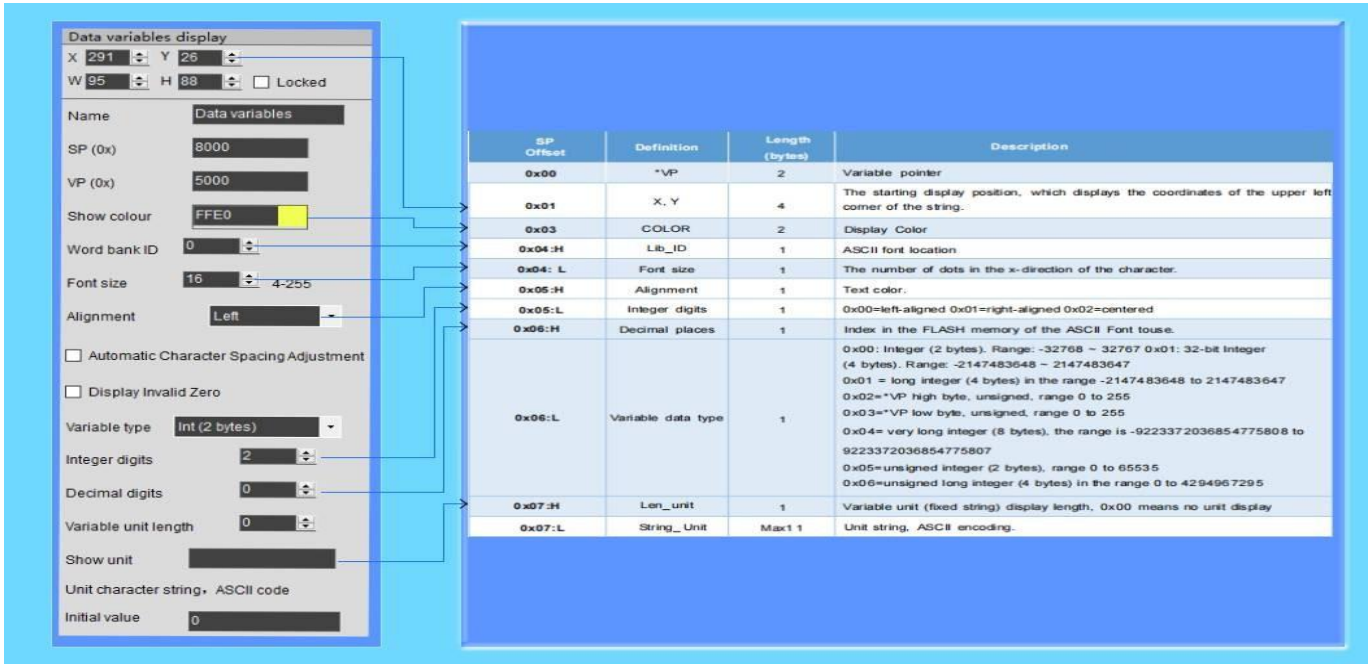 Data variables display
X 291 Y 26
W 95 H 88 Locked
Name Data variables
SP (0x) 8000
VP (0x) 5000
Show colour FFE0
Word bank ID 0
Font size 16 4-255
Alignment Left
Automatic Character Spacing Adjustment
Display Invalid Zero
Variable type Int (2 bytes)
Integer digits 2
Decimal digits 0
Variable unit length 0
Show unit
Unit character string, ASCII code
Initial value 0
SP Offset Definition Length (bytes) Description
0x00 *VP 2 Variable pointer
0x01 X, Y 4 The starting display position, which displays the coordinates of the upper left
corner of the string.
0x03 COLOR 2 Display Color
0x04:H Lib_ID 1 ASCII font location
0x04: L Font size 1 The number of dots in the x-direction of the character.
0x05:H Alignment 1 Text color.
0x05:L Integer digits 1 0x00=left-aligned 0x01=right-aligned 0x02=centered
0x06:H Decimal places 1 Index in the FLASH memory of the ASCII Font touse.
0x06:L Variable data type 1 0x00: Integer (2 bytes). Range: -32768 ~ 32767 0x01: 32-bit Integer
(4 bytes). Range: -2147483648 ~ 2147483647
0x01 = long integer (4 bytes) in the range -2147483648 to 2147483647
0x02=*VP high byte, unsigned, range 0 to 255
0x03=*VP low byte, unsigned, range 0 to 255
0x04= very long integer (8 bytes), the range is -9223372036854775808 to
9223372036854775807
0x05=unsigned integer (2 bytes), range 0 to 65535
0x06=unsigned long integer (4 bytes) in the range 0 to 4294967295
0x07:H Len_unit 1 Variable unit (fixed string) display length, 0x00 means no unit display
0x07:L String_ Unit Max1 1 Unit string, ASCII encoding.